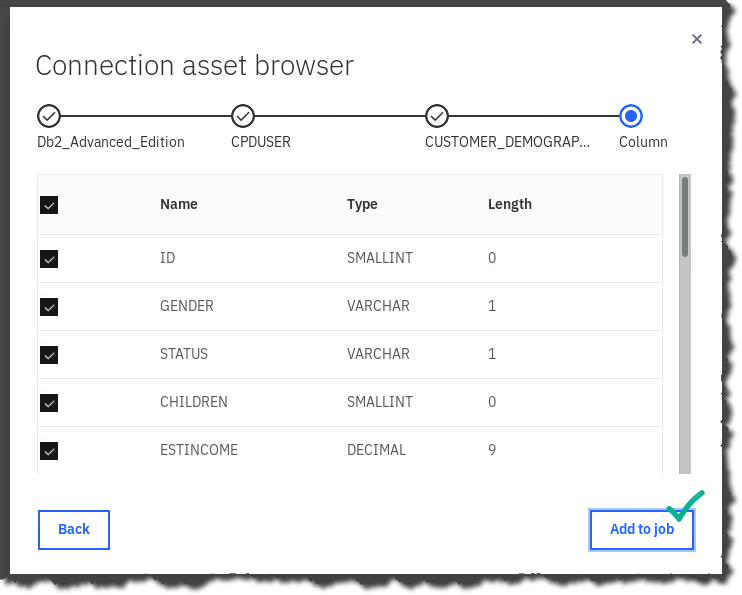 Connection asset browser
Db2_Advanced_Edition CPDUSER CUSTOMER_DEMOGRAP... Column
Name Type Length
ID SMALLINT 0
GENDER VARCHAR 1
STATUS VARCHAR 1
CHILDREN SMALLINT 0
ESTINCOME DECIMAL 9
Back Add to job